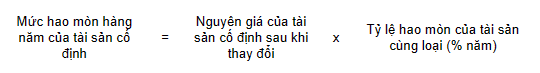 Mức hao mòn hàng
năm của tài sản cố
định
=
Nguyên giá của tài
sản cố định sau khi
thay đổi
x
Tỷ lệ hao mòn của tài sản
cùng loại (% năm)